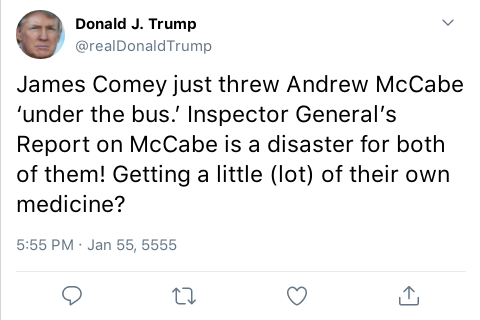 Donald J. Trump
@realDonaldTrump
James Comey just threw Andrew McCabe
‘under the bus.’ Inspector General’s
Report on McCabe is a disaster for both
of them! Getting a little (lot) of their own
medicine?
5:55 PM · Jan 55, 5555